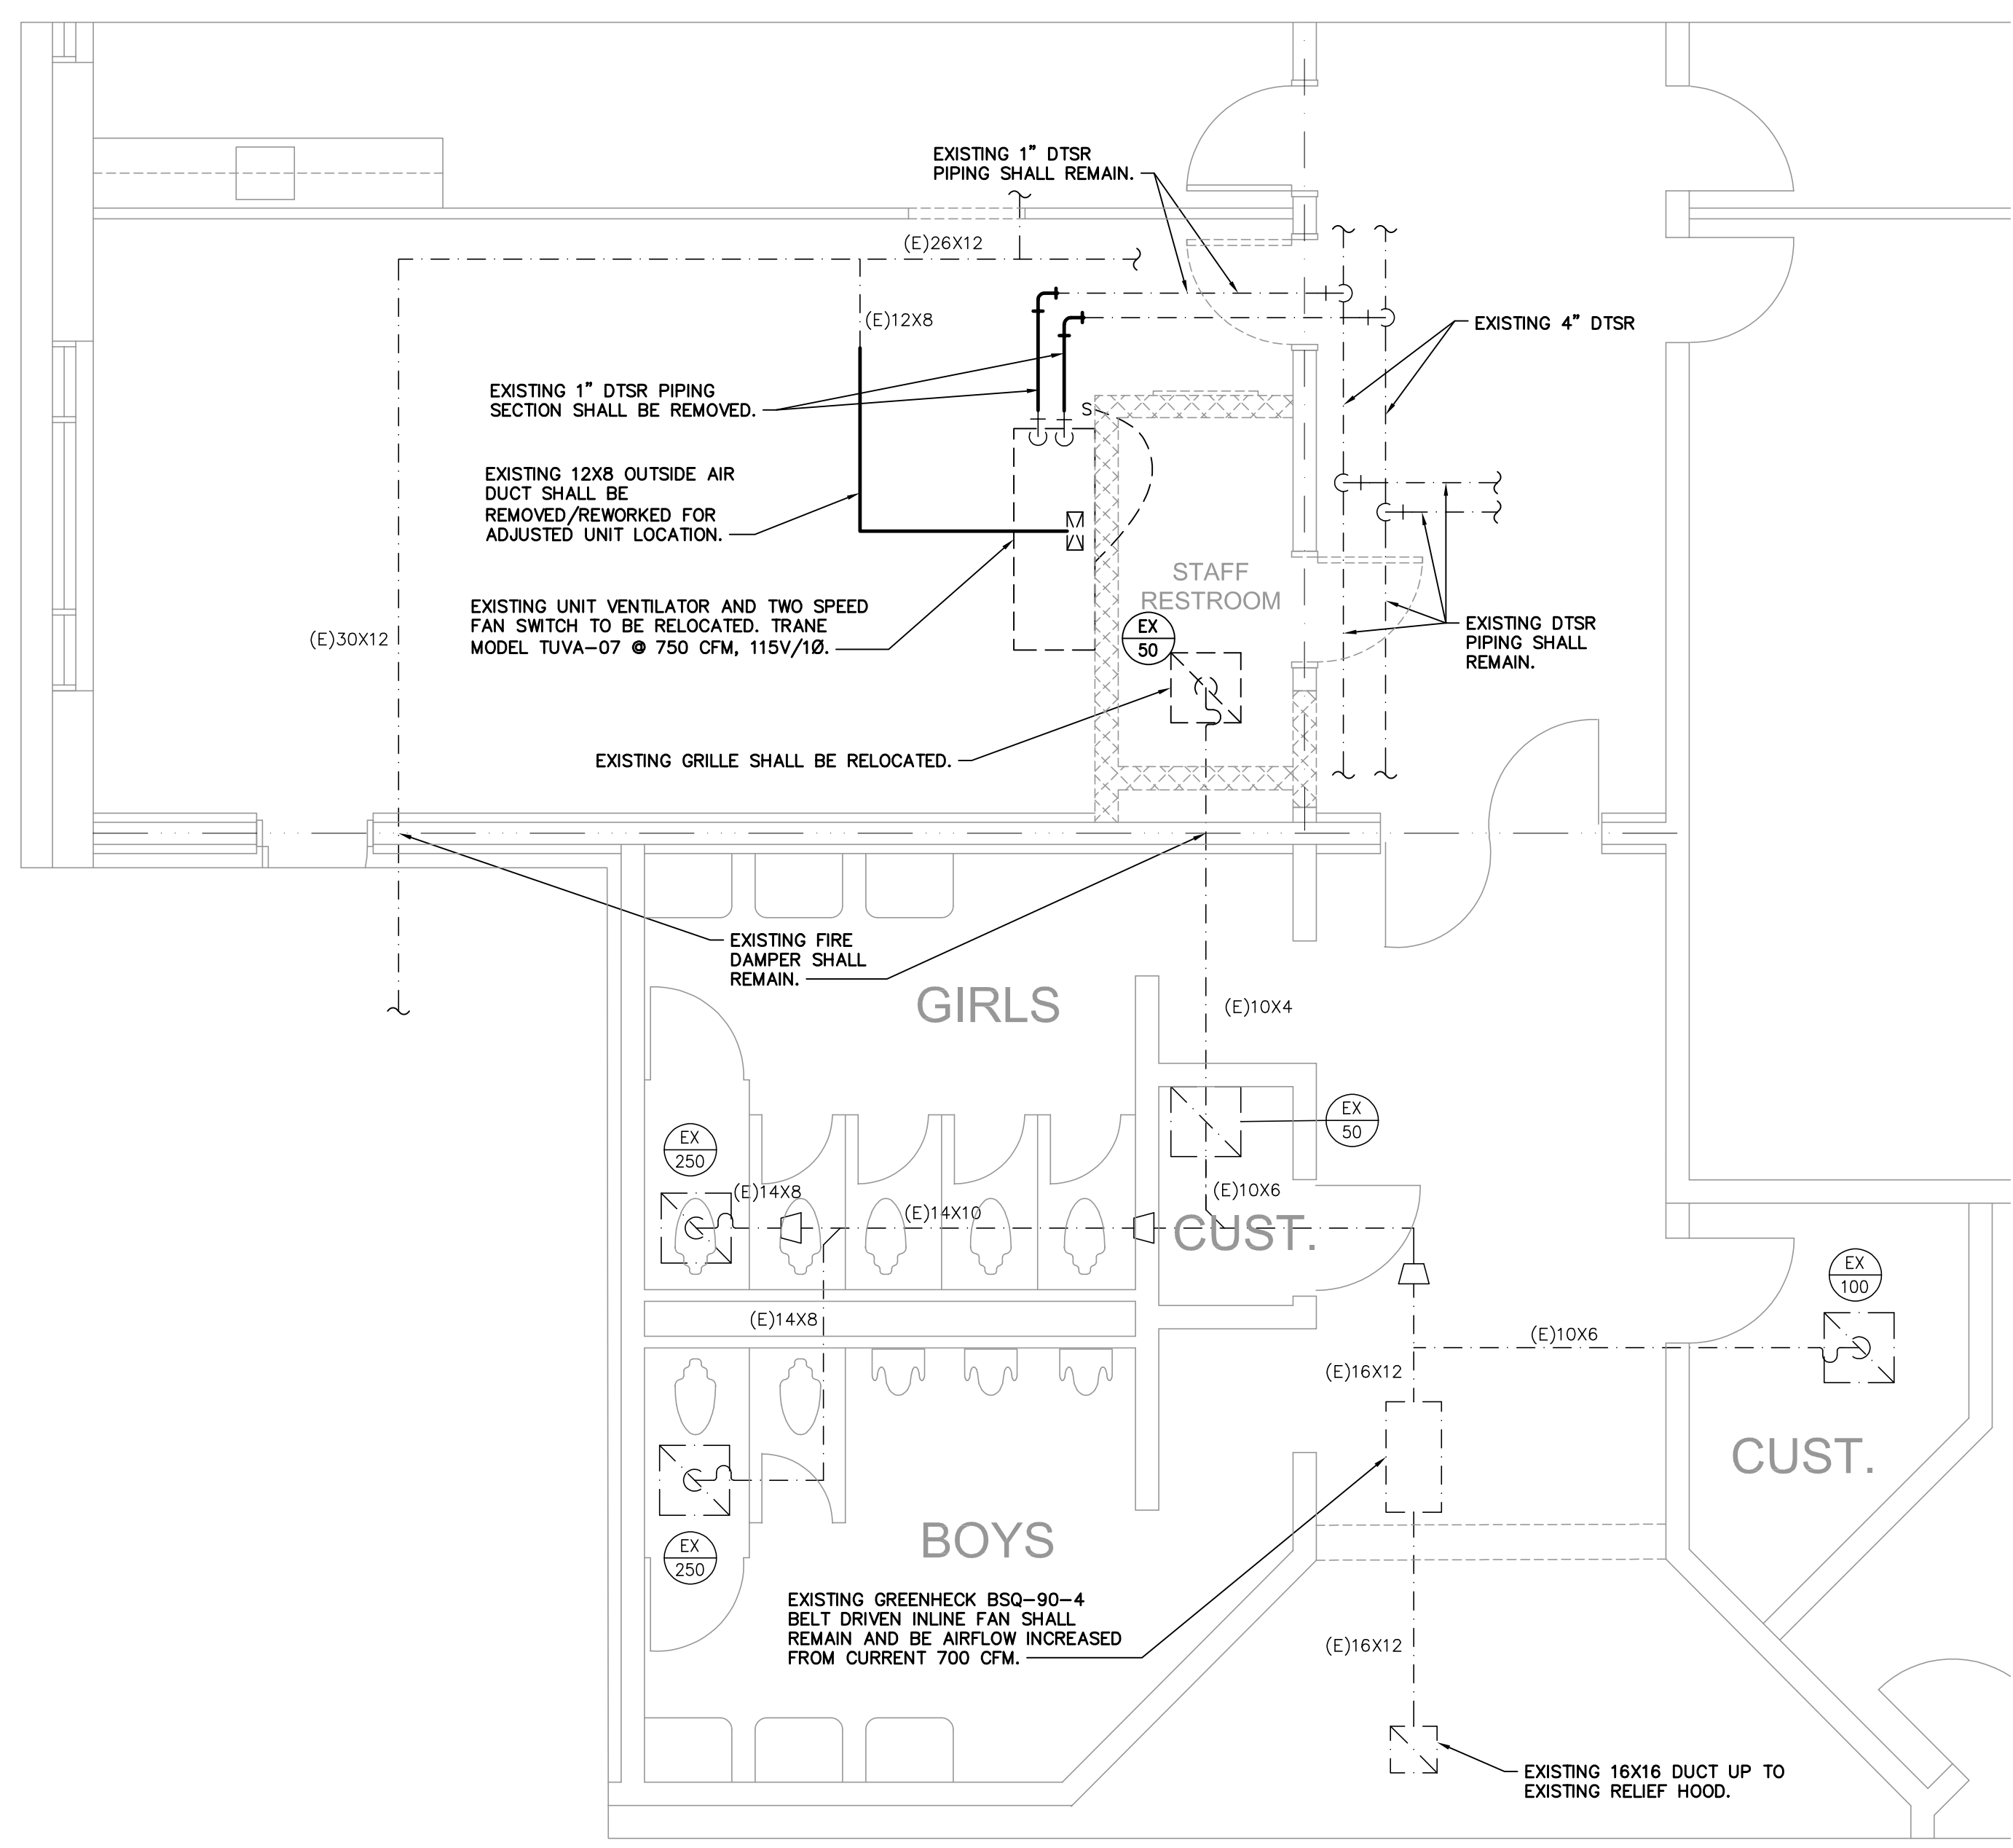 EXISTING 1" DTSR
PIPING SHALL REMAIN.
(E)26X12
(E)12X8
EXISTING 4" DTSR
EXISTING 1" DTSR PIPING
SECTION SHALL BE REMOVED.
S
EXISTING 12X8 OUTSIDE AIR
DUCT SHALL BE
REMOVED/REWORKED FOR
ADJUSTED UNIT LOCATION.
STAFF
RESTROOM
EXISTING UNIT VENTILATOR AND TWO SPEED
FAN SWITCH TO BE RELOCATED. TRANE
MODEL TUVA-07 @ 750 CFM, 115V/1Ø.
(E)30X12
EX
50
EXISTING DTSR
PIPING SHALL
REMAIN.
EXISTING GRILLE SHALL BE RELOCATED.
EXISTING FIRE
DAMPER SHALL
REMAIN.
GIRLS
(E)10X4
EX
50
EX
250
(E)14X8
(E)14X10
(E)10X6
CUST.
EX
100
(E)14X8
(E)10X6
(E)16X12
CUST.
BOYS
EX
250
EXISTING GREENHECK BSQ-90-4
BELT DRIVEN INLINE FAN SHALL
REMAIN AND BE AIRFLOW INCREASED
FROM CURRENT 700 CFM.
(E)16X12
EXISTING 16X16 DUCT UP TO
EXISTING RELIEF HOOD.